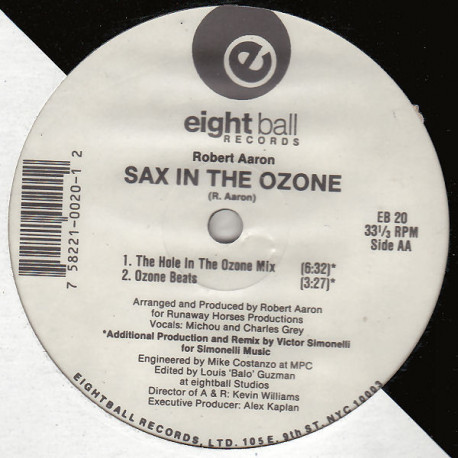 e
eight ball
RECORDS
Robert Aaron
SAX IN THE OZONE
(R. Aaron)
EB 20
33⅓ RPM
Side AA
1. The Hole In The Ozone Mix (6:32)*
2. Ozone Beats (3:27)*
Arranged and Produced by Robert Aaron
for Runaway Horses Productions
Vocals: Michou and Charles Grey
*Additional Production and Remix by Victor Simonelli
for Simonelli Music
Engineered by Mike Costanzo at MPC
Edited by Louis 'Balo' Guzman
at eightball Studios
Director of A & R: Kevin Williams
Executive Producer: Alex Kaplan
EIGHTBALL RECORDS, LTD. 105 E. 9th ST. NYC 10003
7 58221-0020-1 2